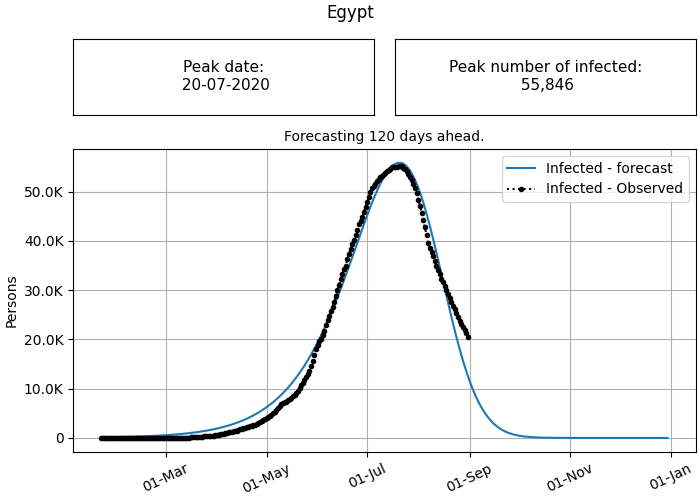 Egypt
Peak date:
20-07-2020
Peak number of infected:
55,846
Forecasting 120 days ahead.
Infected - forecast
Infected - Observed
Persons
50.0K
40.0K
30.0K
20.0K
10.0K
0
01-Mar
01-May
01-Jul
01-Sep
01-Nov
01-Jan